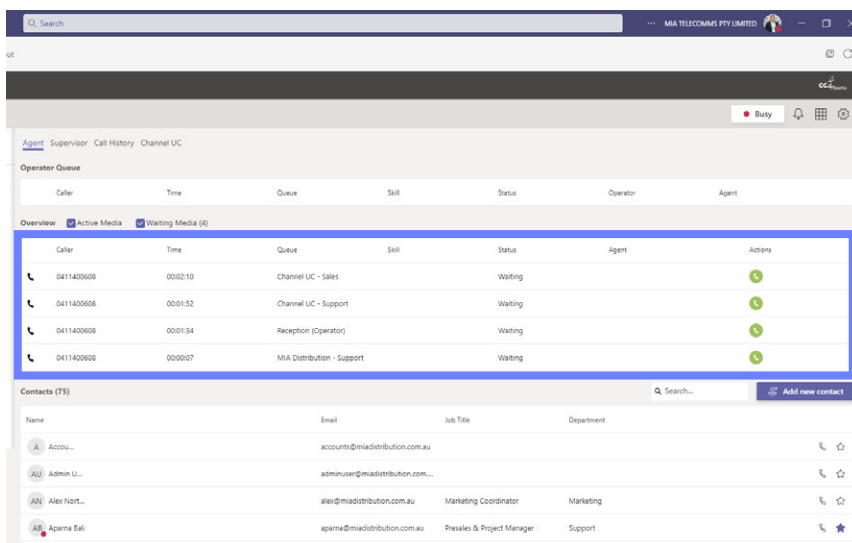 Search
··· MIA TELECOMMS PTY LIMITED
out
cc4Teams
Busy
Agent Supervisor Call History Channel UC
Operator Queue
Caller Time Queue Skill Status Operator Agent
Overview Active Media Waiting Media (4)
Caller Time Queue Skill Status Agent Actions
0411400608 00:02:10 Channel UC - Sales Waiting
0411400608 00:01:52 Channel UC - Support Waiting
0411400608 00:01:34 Reception (Operator) Waiting
0411400608 00:00:07 MIA Distribution - Support Waiting
Contacts (75) Search... Add new contact
Name Email Job Title Department
A Accou... accounts@miadistribution.com.au
AU Admin U... adminuser@miadistribution.com....
AN Alex Nort... alex@miadistribution.com.au Marketing Coordinator Marketing
AB Aparna Bal aparna@miadistribution.com.au Presales & Project Manager Support